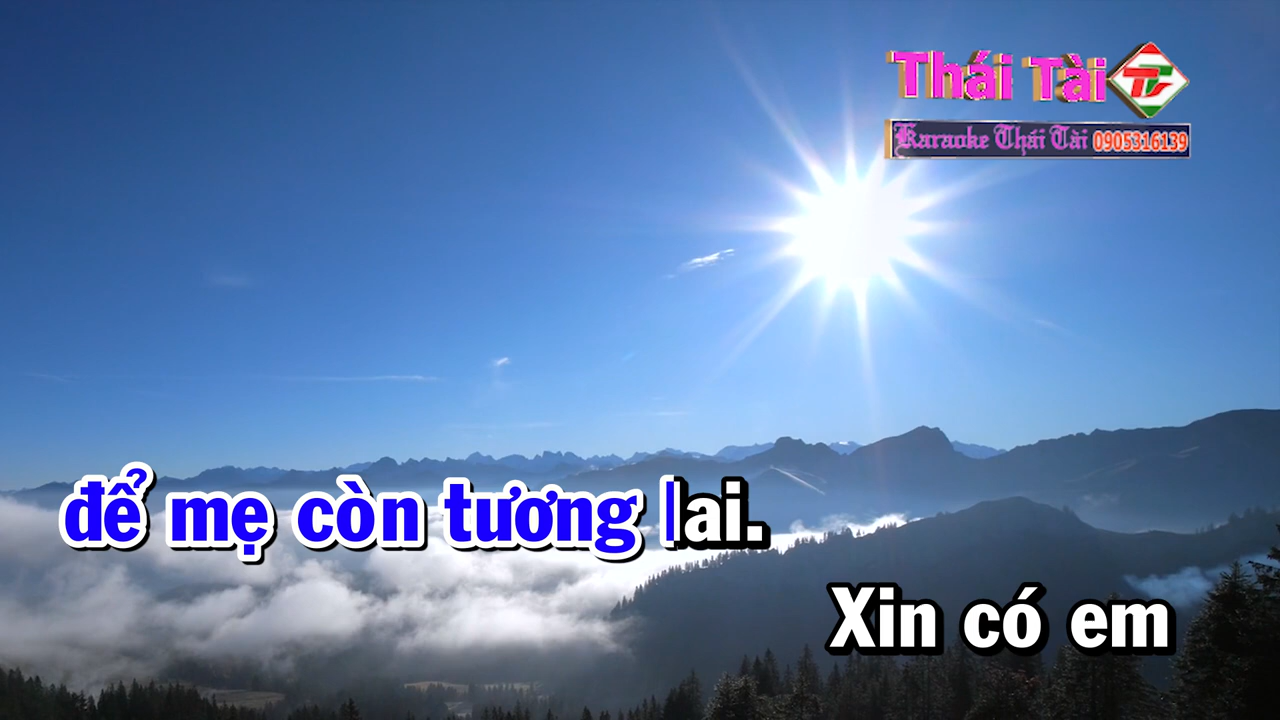 Thái Tài
Karaoke Thái Tài 0905316139
để mẹ còn tương lai.
Xin có em